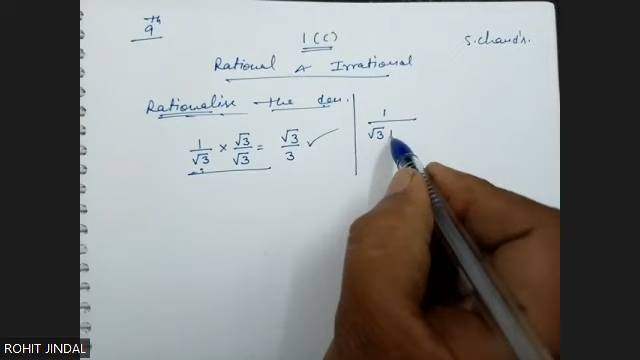 9th
1(C)
S. Chand's.
Rational & Irrational
Rationalise the den.
1/√3 × √3/√3 = √3/3 ✓
1/√3
ROHIT JINDAL